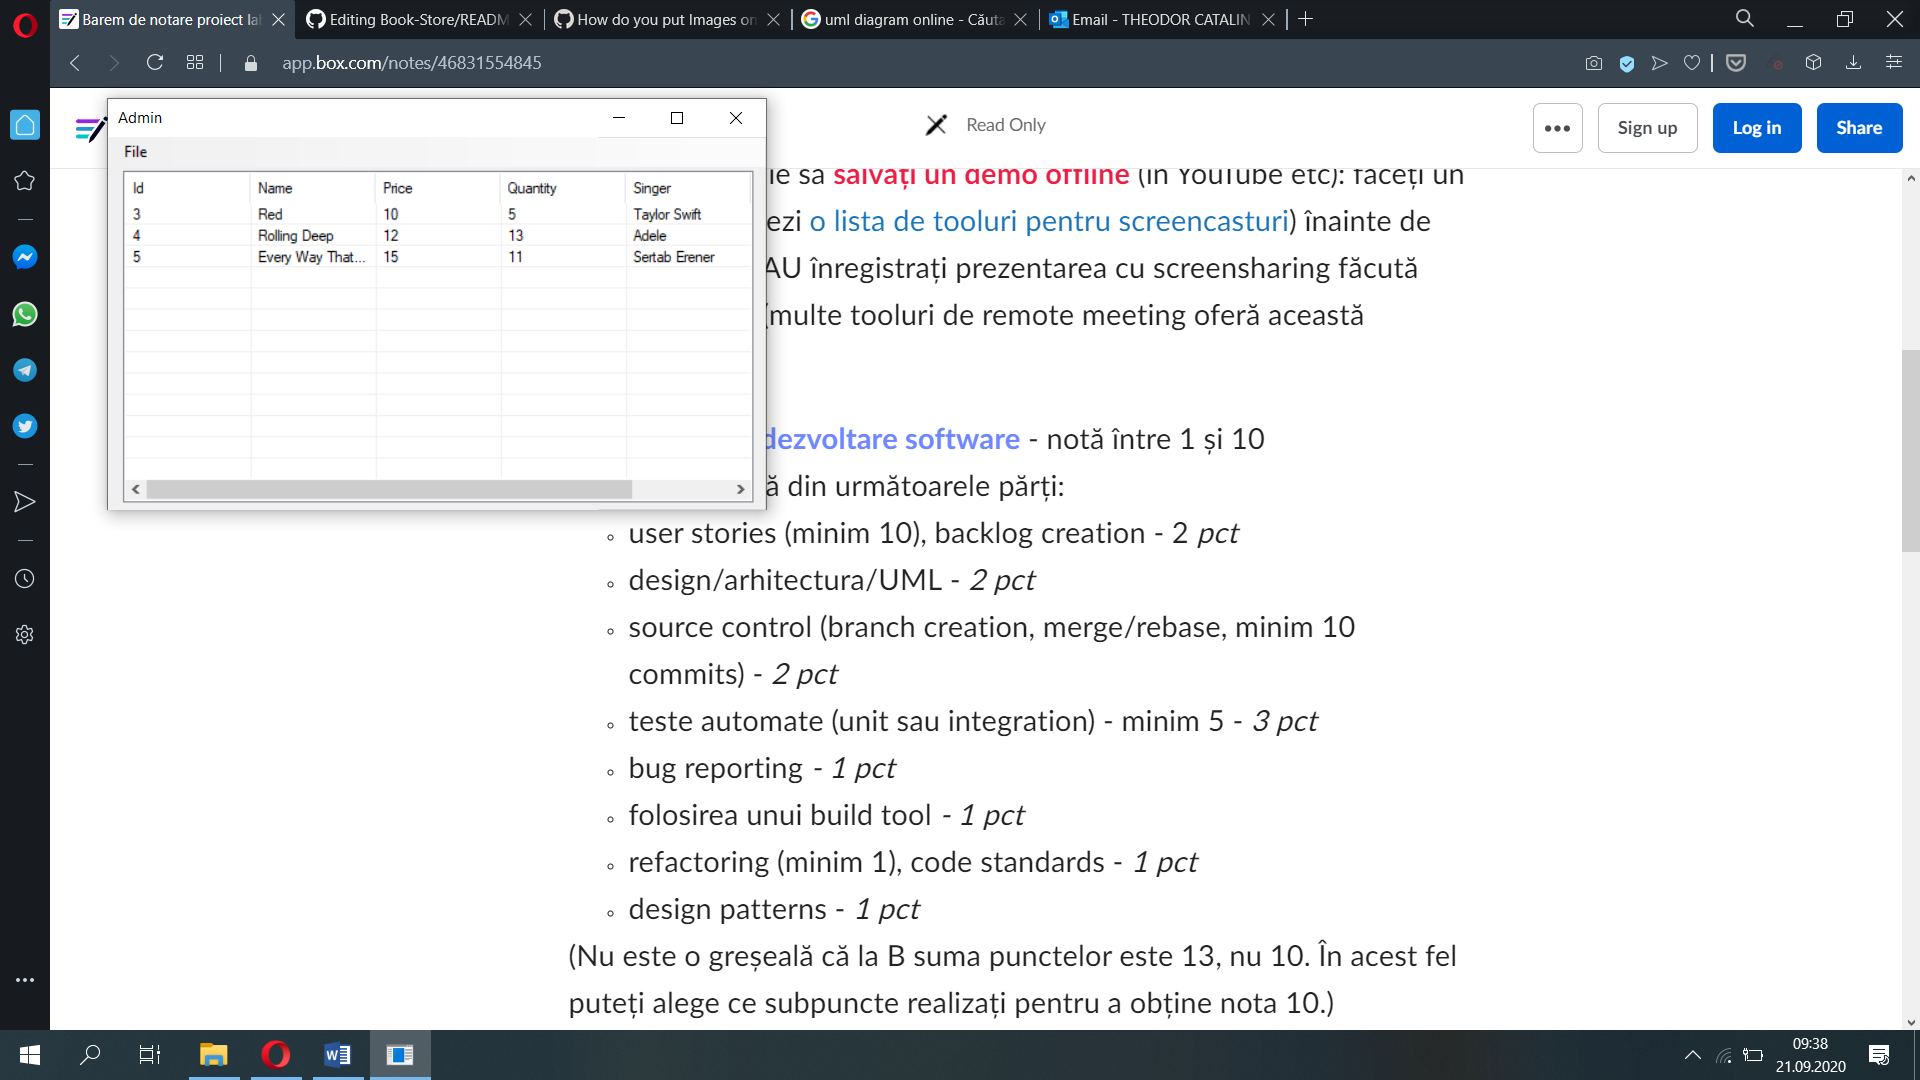 Barem de notare proiect la
Editing Book-Store/READM
How do you put Images on
uml diagram online - Căuta
Email - THEODOR CATALIN
app.box.com/notes/46831554845
Admin
File
Id Name Price Quantity Singer
3 Red 10 5 Taylor Swift
4 Rolling Deep 12 13 Adele
5 Every Way That... 15 11 Sertab Erener
Read Only
Sign up
Log in
Share
salvați un demo offline (în YouTube etc): faceți un
ezi o lista de tooluri pentru screencasturi) înainte de
AU înregistrați prezentarea cu screensharing făcută
(multe tooluri de remote meeting oferă această
dezvoltare software - notă între 1 și 10
ă din următoarele părți:
◦ user stories (minim 10), backlog creation - 2 pct
◦ design/arhitectura/UML - 2 pct
◦ source control (branch creation, merge/rebase, minim 10
commits) - 2 pct
◦ teste automate (unit sau integration) - minim 5 - 3 pct
◦ bug reporting - 1 pct
◦ folosirea unui build tool - 1 pct
◦ refactoring (minim 1), code standards - 1 pct
◦ design patterns - 1 pct
(Nu este o greșeală că la B suma punctelor este 13, nu 10. În acest fel
puteți alege ce subpuncte realizați pentru a obține nota 10.)
09:38
21.09.2020